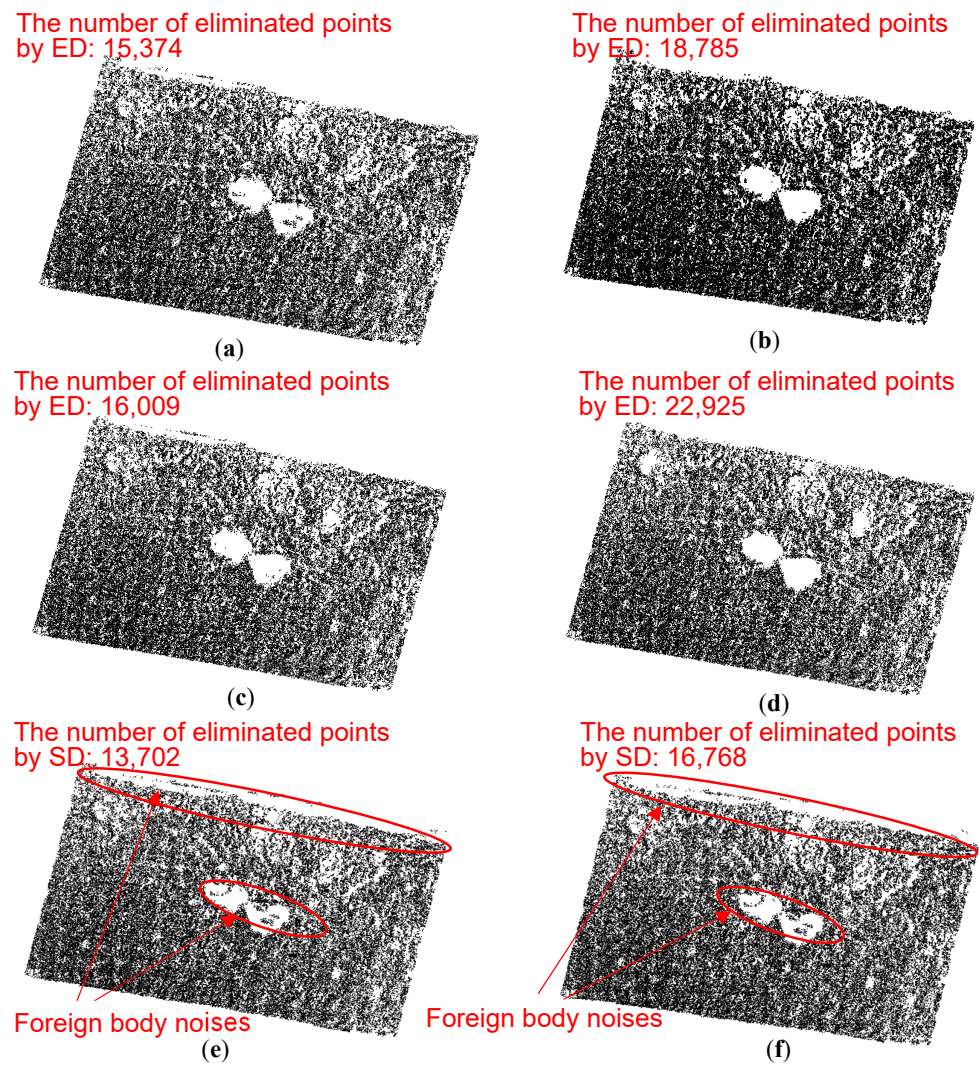 The number of eliminated points
by ED: 15,374
(a)
The number of eliminated points
by ED: 18,785
(b)
The number of eliminated points
by ED: 16,009
(c)
The number of eliminated points
by ED: 22,925
(d)
The number of eliminated points
by SD: 13,702
Foreign body noises
(e)
The number of eliminated points
by SD: 16,768
Foreign body noises
(f)